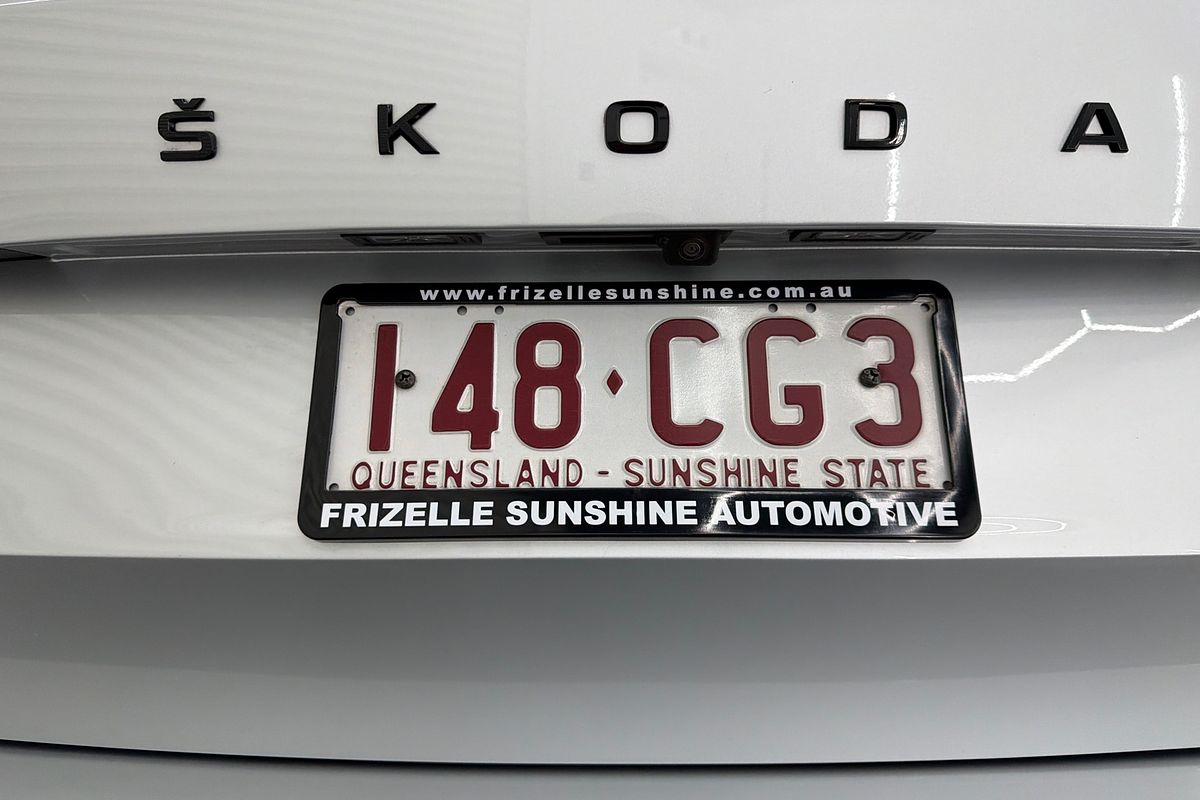 ŠKODA
www.frizellesunshine.com.au
148♦CG3
QUEENSLAND - SUNSHINE STATE
FRIZELLE SUNSHINE AUTOMOTIVE